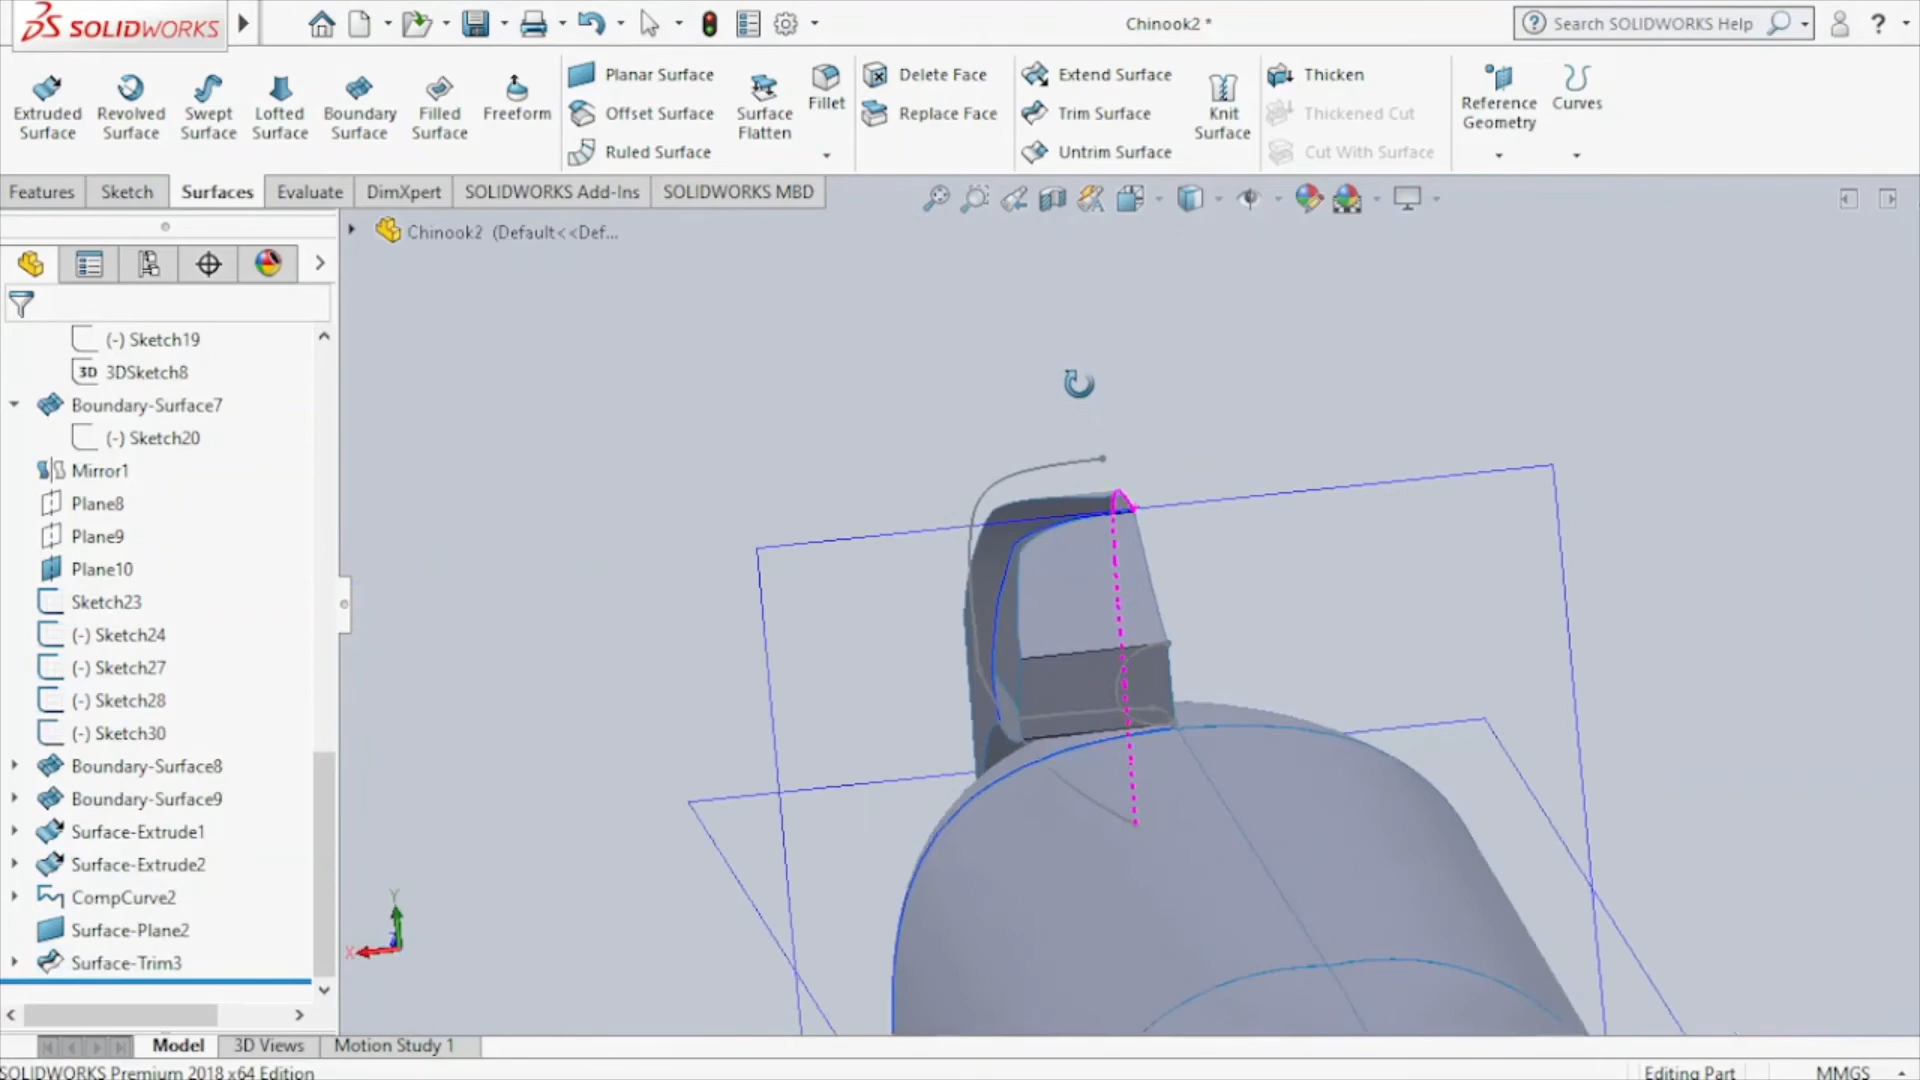 SOLIDWORKS
Chinook2 *
Search SOLIDWORKS Help
?
Extruded Surface
Revolved Surface
Swept Surface
Lofted Surface
Boundary Surface
Filled Surface
Freeform
Planar Surface
Offset Surface
Ruled Surface
Surface Flatten
Fillet
Delete Face
Replace Face
Extend Surface
Trim Surface
Untrim Surface
Knit Surface
Thicken
Thickened Cut
Cut With Surface
Reference Geometry
Curves
Features
Sketch
Surfaces
Evaluate
DimXpert
SOLIDWORKS Add-Ins
SOLIDWORKS MBD
Chinook2 (Default<<Def...
(-) Sketch19
3D 3DSketch8
Boundary-Surface7
(-) Sketch20
Mirror1
Plane8
Plane9
Plane10
Sketch23
(-) Sketch24
(-) Sketch27
(-) Sketch28
(-) Sketch30
Boundary-Surface8
Boundary-Surface9
Surface-Extrude1
Surface-Extrude2
CompCurve2
Surface-Plane2
Surface-Trim3
Y
X
Model
3D Views
Motion Study 1
SOLIDWORKS Premium 2018 x64 Edition
Editing Part
MMGS